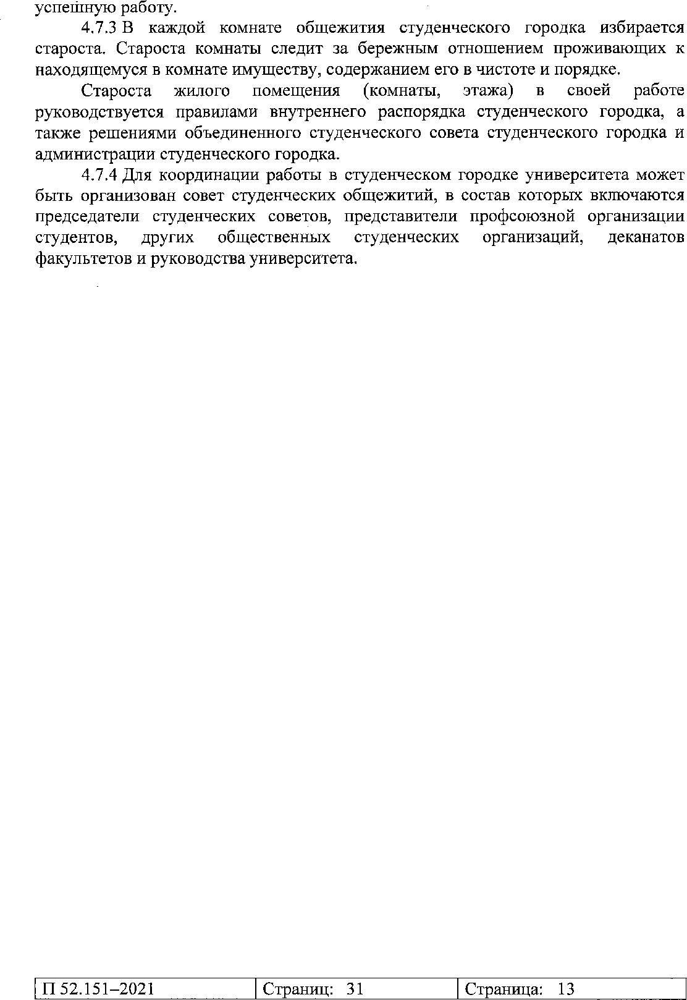 успешную работу.
4.7.3 В каждой комнате общежития студенческого городка избирается
староста. Староста комнаты следит за бережным отношением проживающих к
находящемуся в комнате имуществу, содержанием его в чистоте и порядке.
Староста жилого помещения (комнаты, этажа) в своей работе
руководствуется правилами внутреннего распорядка студенческого городка, а
также решениями объединенного студенческого совета студенческого городка и
администрации студенческого городка.
4.7.4 Для координации работы в студенческом городке университета может
быть организован совет студенческих общежитий, в состав которых включаются
председатели студенческих советов, представители профсоюзной организации
студентов, других общественных студенческих организаций, деканатов
факультетов и руководства университета.
П 52.151–2021 Страниц: 31 Страница: 13